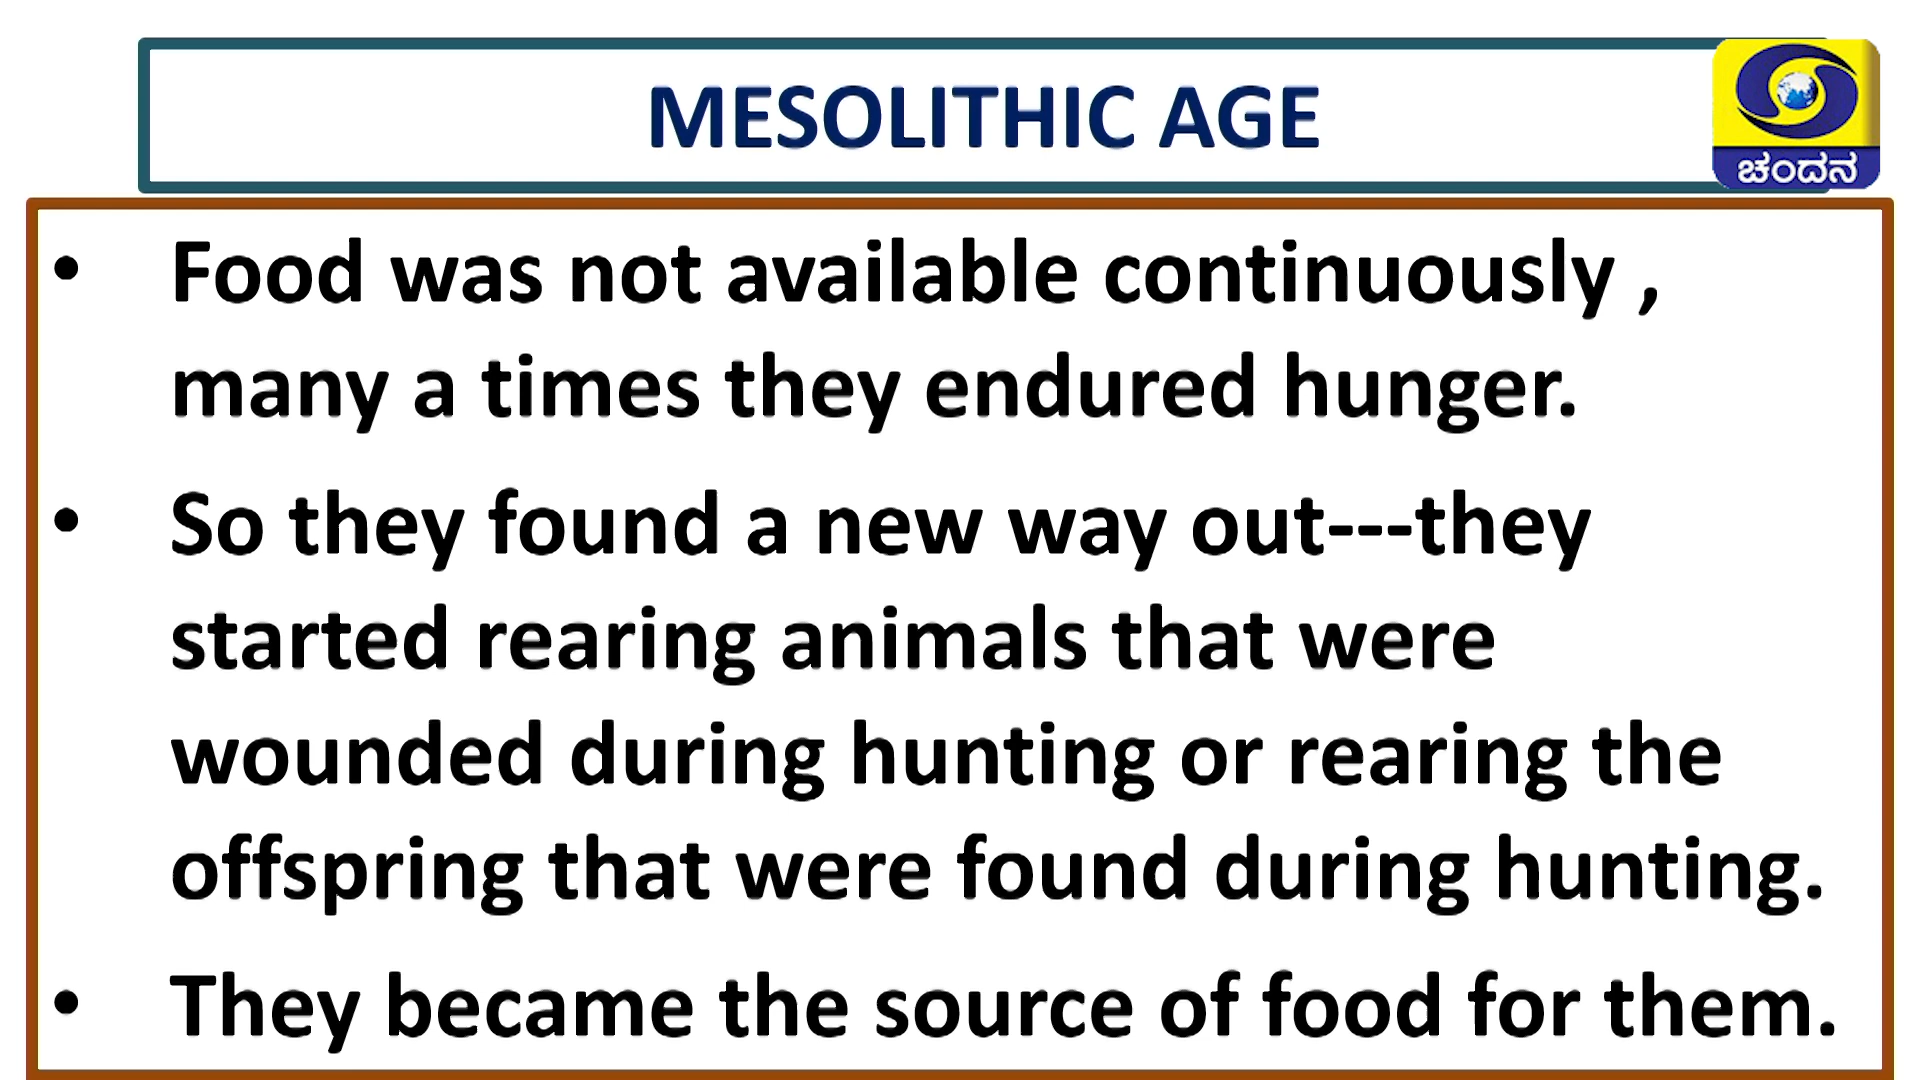 MESOLITHIC AGE
ಚಂದನ
• Food was not available continuously ,
many a times they endured hunger.
• So they found a new way out---they
started rearing animals that were
wounded during hunting or rearing the
offspring that were found during hunting.
• They became the source of food for them.